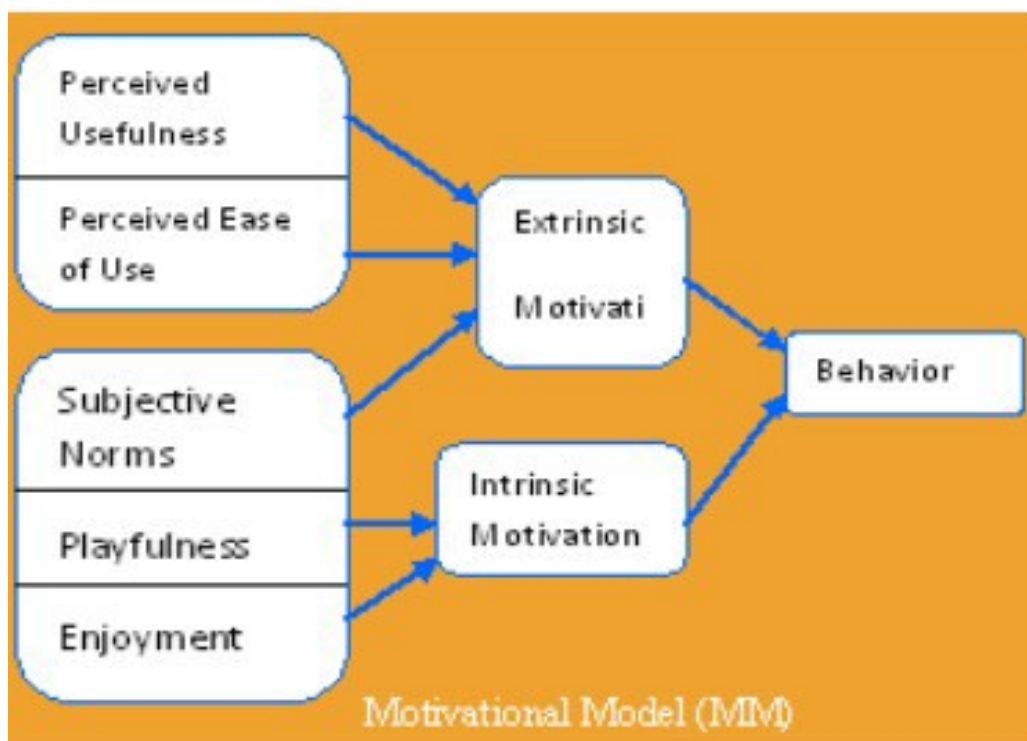 Perceived
Usefulness
Perceived Ease
of Use
Subjective
Norms
Playfulness
Enjoyment
Extrinsic
Motivati
Intrinsic
Motivation
Behavior
Motivational Model (MM)